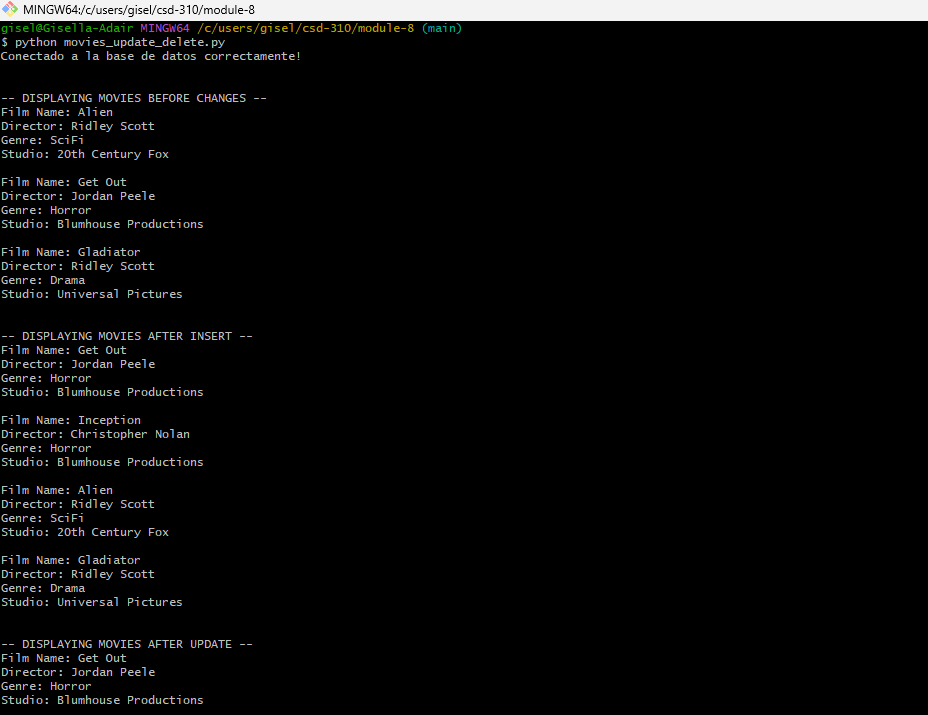 MINGW64:/c/users/gisel/csd-310/module-8
gisel@Gisella-Adair MINGW64 /c/users/gisel/csd-310/module-8 (main)
$ python movies_update_delete.py
Conectado a la base de datos correctamente!
-- DISPLAYING MOVIES BEFORE CHANGES --
Film Name: Alien
Director: Ridley Scott
Genre: SciFi
Studio: 20th Century Fox
Film Name: Get Out
Director: Jordan Peele
Genre: Horror
Studio: Blumhouse Productions
Film Name: Gladiator
Director: Ridley Scott
Genre: Drama
Studio: Universal Pictures
-- DISPLAYING MOVIES AFTER INSERT --
Film Name: Get Out
Director: Jordan Peele
Genre: Horror
Studio: Blumhouse Productions
Film Name: Inception
Director: Christopher Nolan
Genre: Horror
Studio: Blumhouse Productions
Film Name: Alien
Director: Ridley Scott
Genre: SciFi
Studio: 20th Century Fox
Film Name: Gladiator
Director: Ridley Scott
Genre: Drama
Studio: Universal Pictures
-- DISPLAYING MOVIES AFTER UPDATE --
Film Name: Get Out
Director: Jordan Peele
Genre: Horror
Studio: Blumhouse Productions